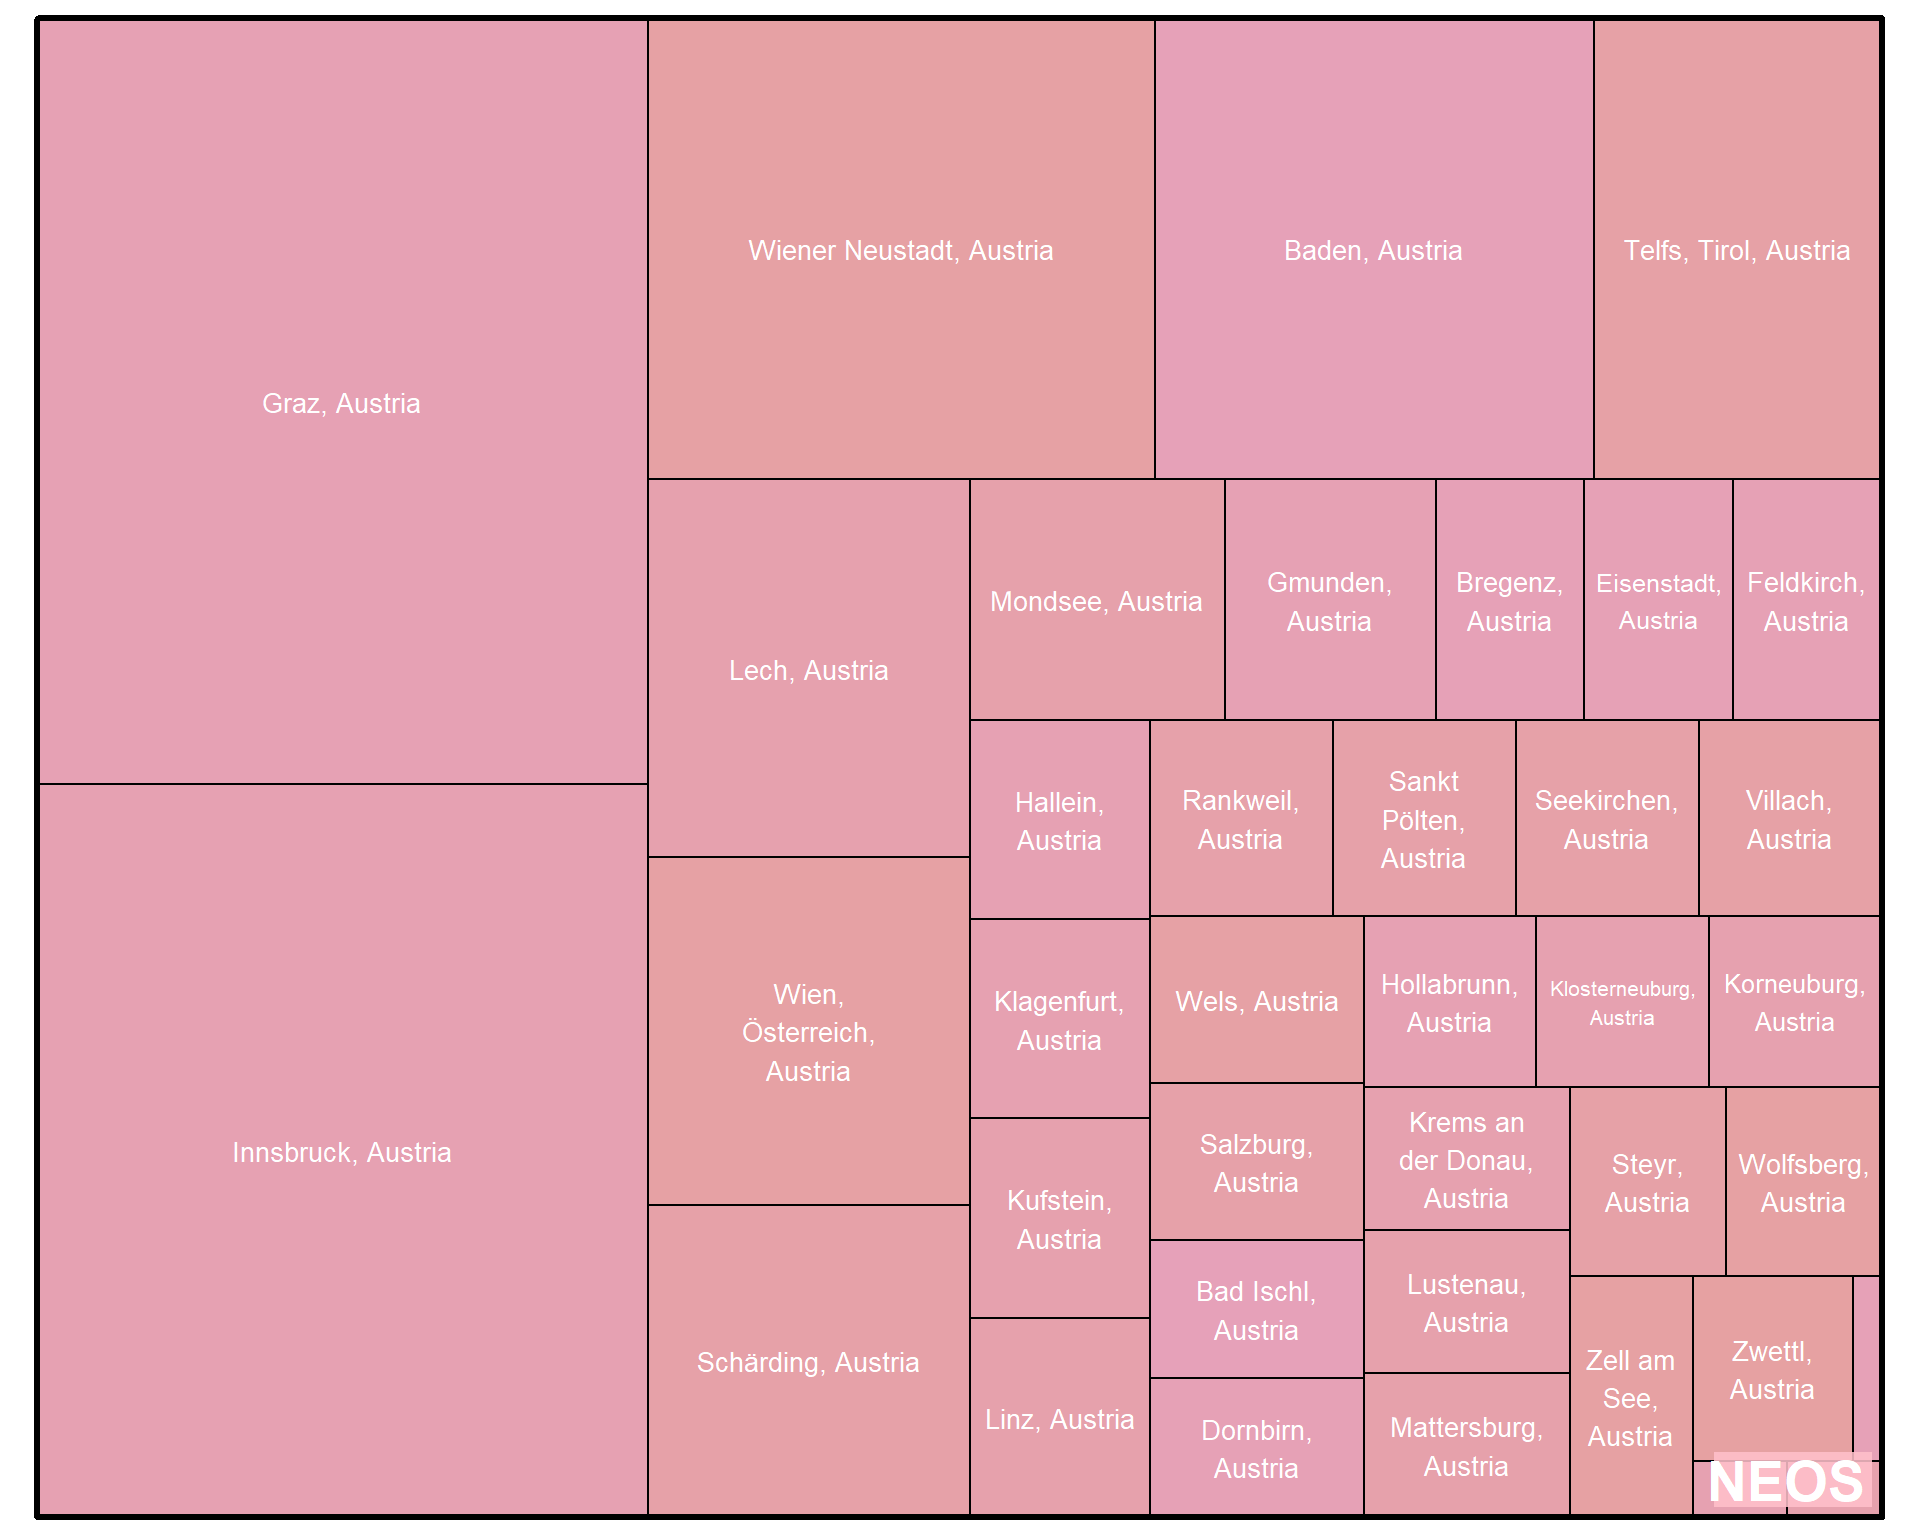 Graz, Austria
Innsbruck, Austria
Wiener Neustadt, Austria
Baden, Austria
Telfs, Tirol, Austria
Lech, Austria
Wien,
Österreich,
Austria
Schärding, Austria
Mondsee, Austria
Gmunden,
Austria
Bregenz,
Austria
Eisenstadt,
Austria
Feldkirch,
Austria
Hallein,
Austria
Klagenfurt,
Austria
Kufstein,
Austria
Linz, Austria
Rankweil,
Austria
Sankt
Pölten,
Austria
Seekirchen,
Austria
Villach,
Austria
Wels, Austria
Salzburg,
Austria
Bad Ischl,
Austria
Dornbirn,
Austria
Hollabrunn,
Austria
Klosterneuburg,
Austria
Korneuburg,
Austria
Krems an
der Donau,
Austria
Lustenau,
Austria
Mattersburg,
Austria
Steyr,
Austria
Wolfsberg,
Austria
Zell am
See,
Austria
Zwettl,
Austria
NEOS